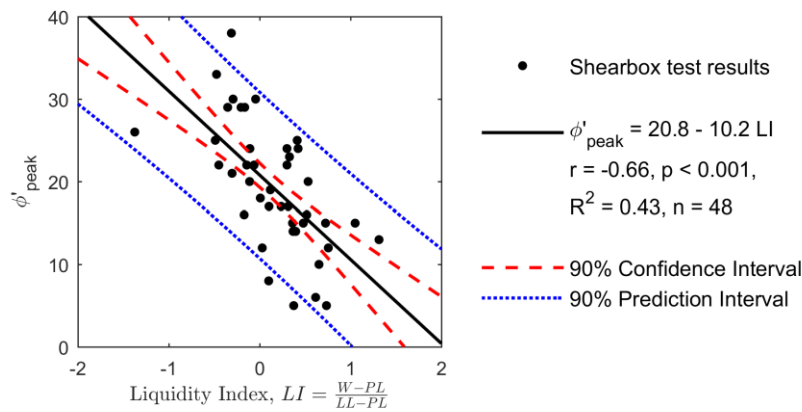 40
30
20
10
0
ϕ'peak
-2 -1 0 1 2
Liquidity Index, LI = W−PL / LL−PL
Shearbox test results
ϕ'peak = 20.8 - 10.2 LI
r = -0.66, p < 0.001,
R² = 0.43, n = 48
90% Confidence Interval
90% Prediction Interval